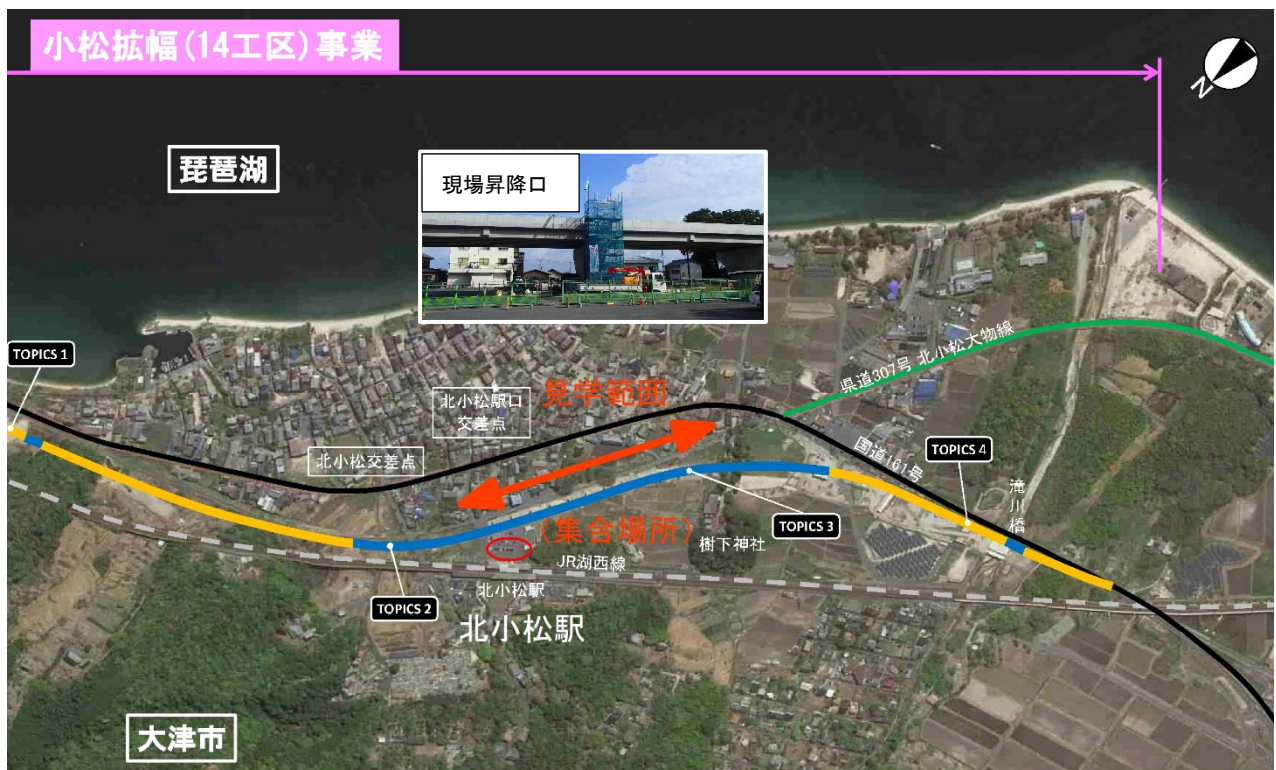 小松拡幅(14工区)事業
N
琵琶湖
現場昇降口
TOPICS 1
県道307号 北小松大物線
北小松駅口
交差点
見学範囲
北小松交差点
国道161号
TOPICS 4
滝川橋
(集合場所)
TOPICS 3
樹下神社
JR湖西線
北小松駅
TOPICS 2
北小松駅
大津市